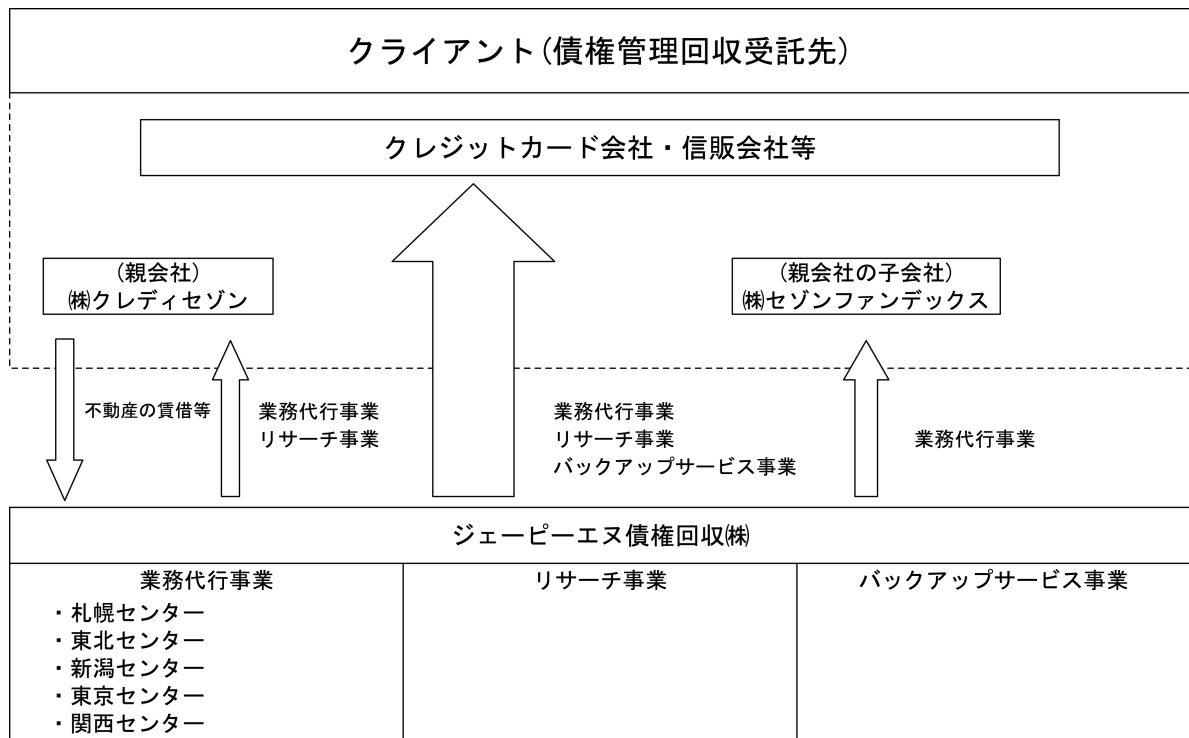 クライアント(債権管理回収受託先)
クレジットカード会社・信販会社等
(親会社)
㈱クレディセゾン
(親会社の子会社)
㈱セゾンファンデックス
不動産の賃借等
業務代行事業
リサーチ事業
業務代行事業
リサーチ事業
バックアップサービス事業
業務代行事業
ジェーピーエヌ債権回収㈱
業務代行事業
・札幌センター
・東北センター
・新潟センター
・東京センター
・関西センター
リサーチ事業
バックアップサービス事業